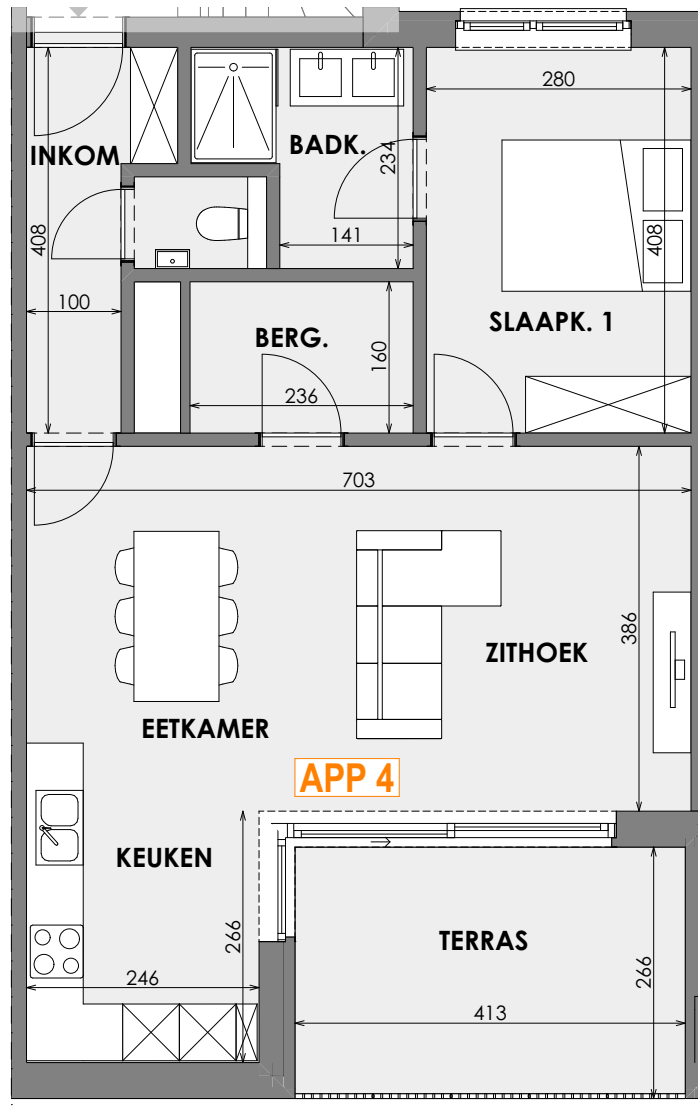 280
INKOM
BADK.
234
408
141
408
100
SLAAPK. 1
BERG.
160
236
703
386
ZITHOEK
EETKAMER
APP 4
KEUKEN
266
TERRAS
246
266
413